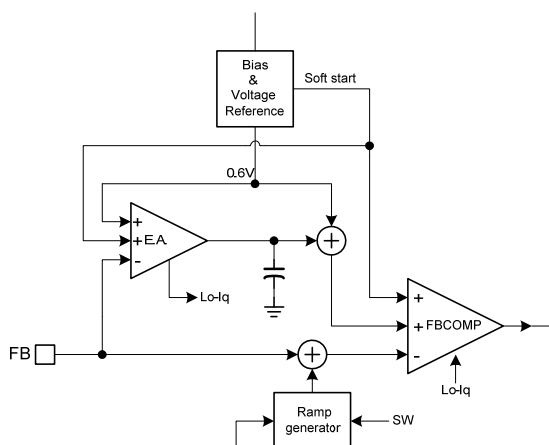 Bias
&
Voltage
Reference
Soft start
0.6V
+
+
-
E.A.
+
Lo-Iq
FB
+
+
+
-
FBCOMP
Lo-Iq
Ramp
generator
SW